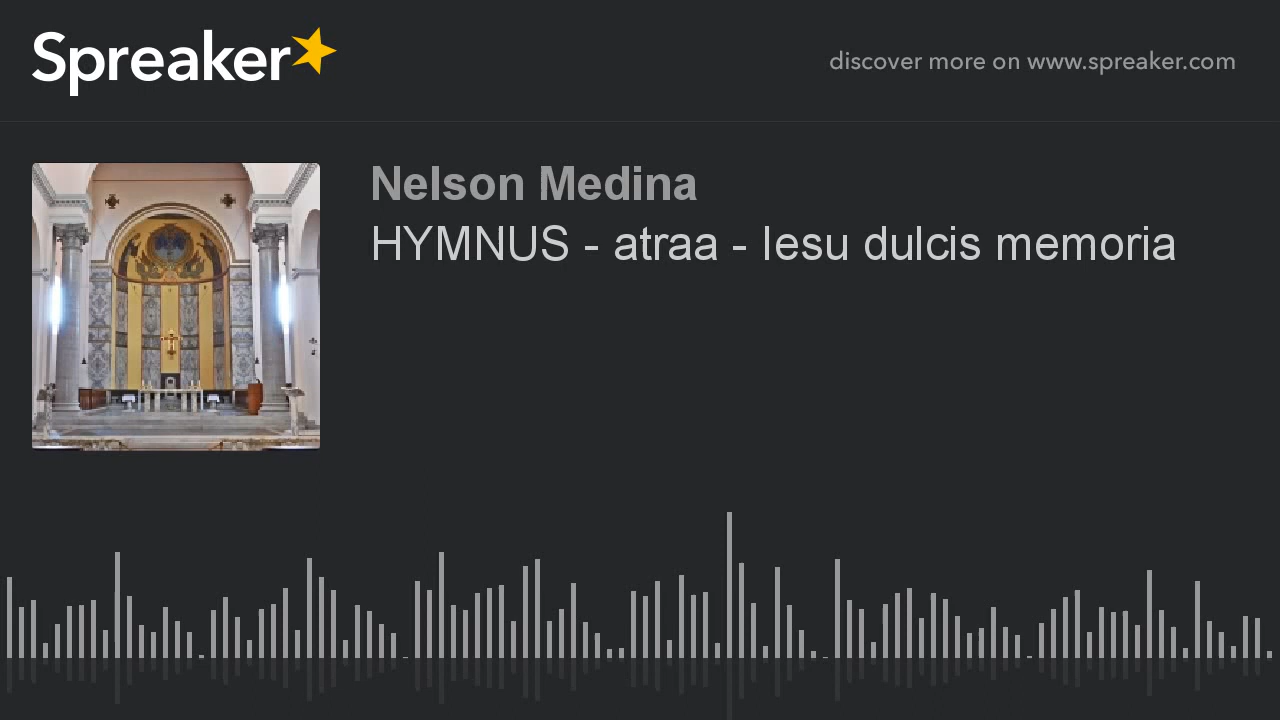 Spreaker
discover more on www.spreaker.com
Nelson Medina
HYMNUS - atraa - Iesu dulcis memoria